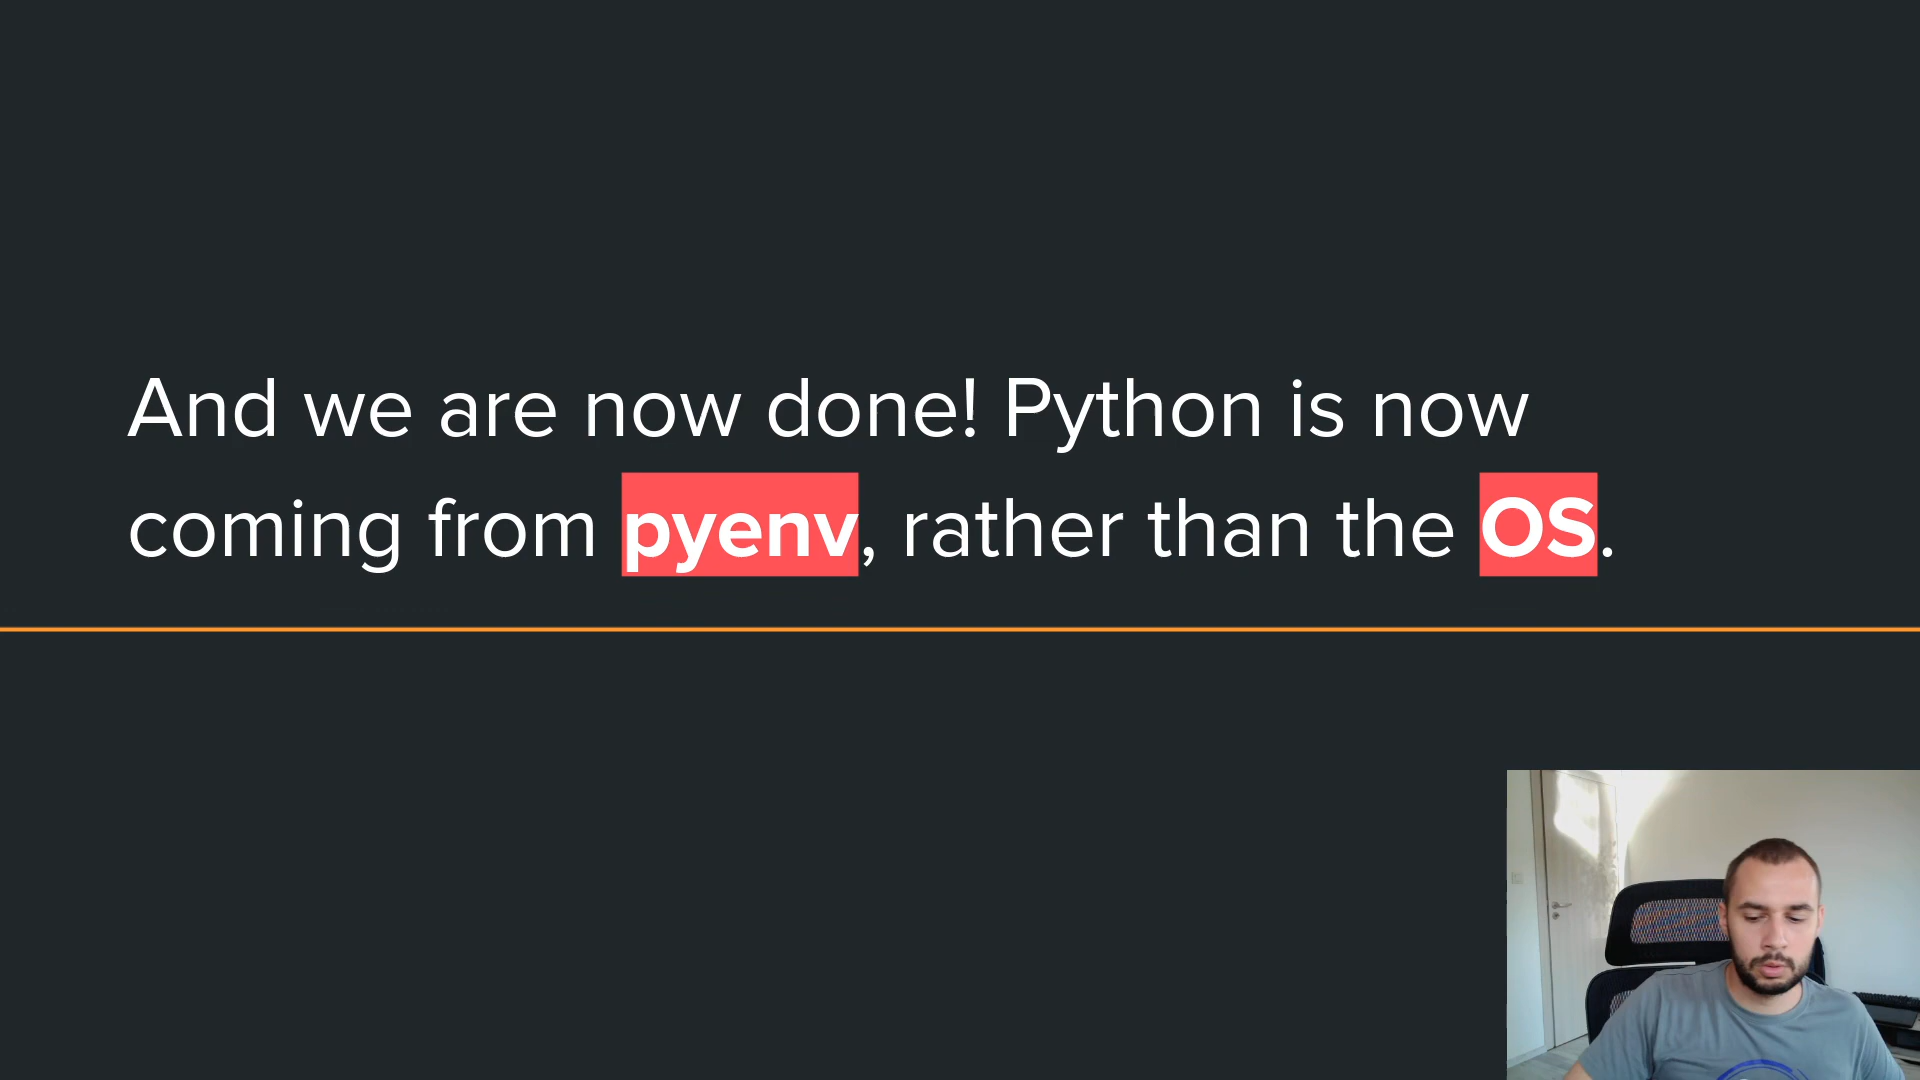 And we are now done! Python is now
coming from pyenv, rather than the OS.